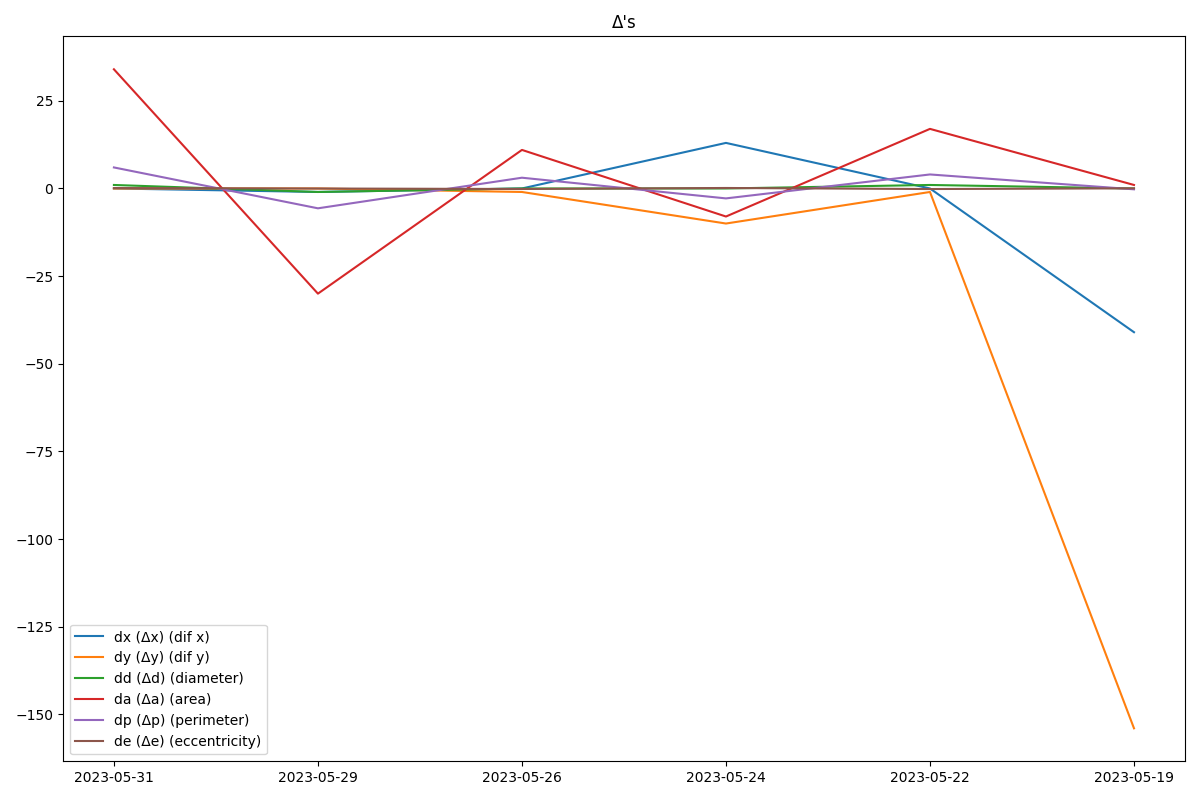 Δ's
25
0
−25
−50
−75
−100
−125
−150
dx (Δx) (dif x)
dy (Δy) (dif y)
dd (Δd) (diameter)
da (Δa) (area)
dp (Δp) (perimeter)
de (Δe) (eccentricity)
2023-05-31 2023-05-29 2023-05-26 2023-05-24 2023-05-22 2023-05-19